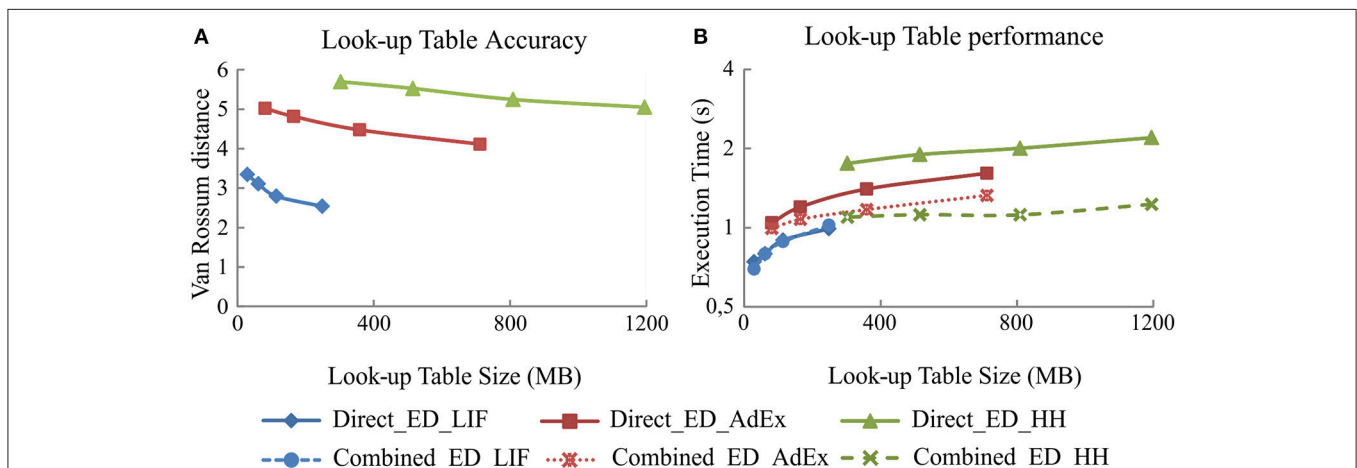 A Look-up Table Accuracy
Van Rossum distance
6
5
4
3
2
1
0
0 400 800 1200
Look-up Table Size (MB)
B Look-up Table performance
Execution Time (s)
4
2
1
0,5
0 400 800 1200
Look-up Table Size (MB)
Direct_ED_LIF Direct_ED_AdEx Direct_ED_HH
Combined_ED_LIF Combined_ED_AdEx Combined_ED_HH